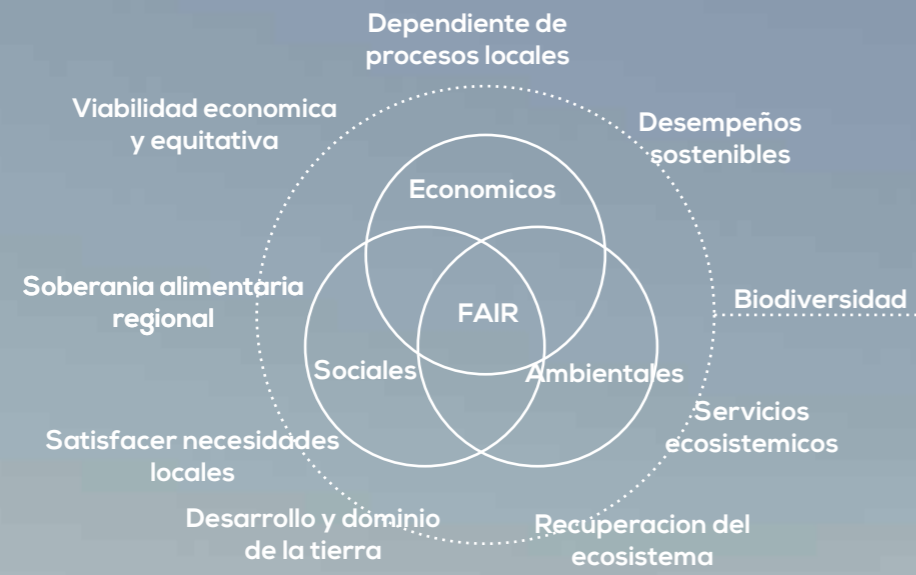 Dependiente de
procesos locales
Viabilidad economica
y equitativa
Desempeños
sostenibles
Economicos
Soberania alimentaria
regional
FAIR
Biodiversidad
Sociales
Ambientales
Servicios
ecosistemicos
Satisfacer necesidades
locales
Desarrollo y dominio
de la tierra
Recuperacion del
ecosistema